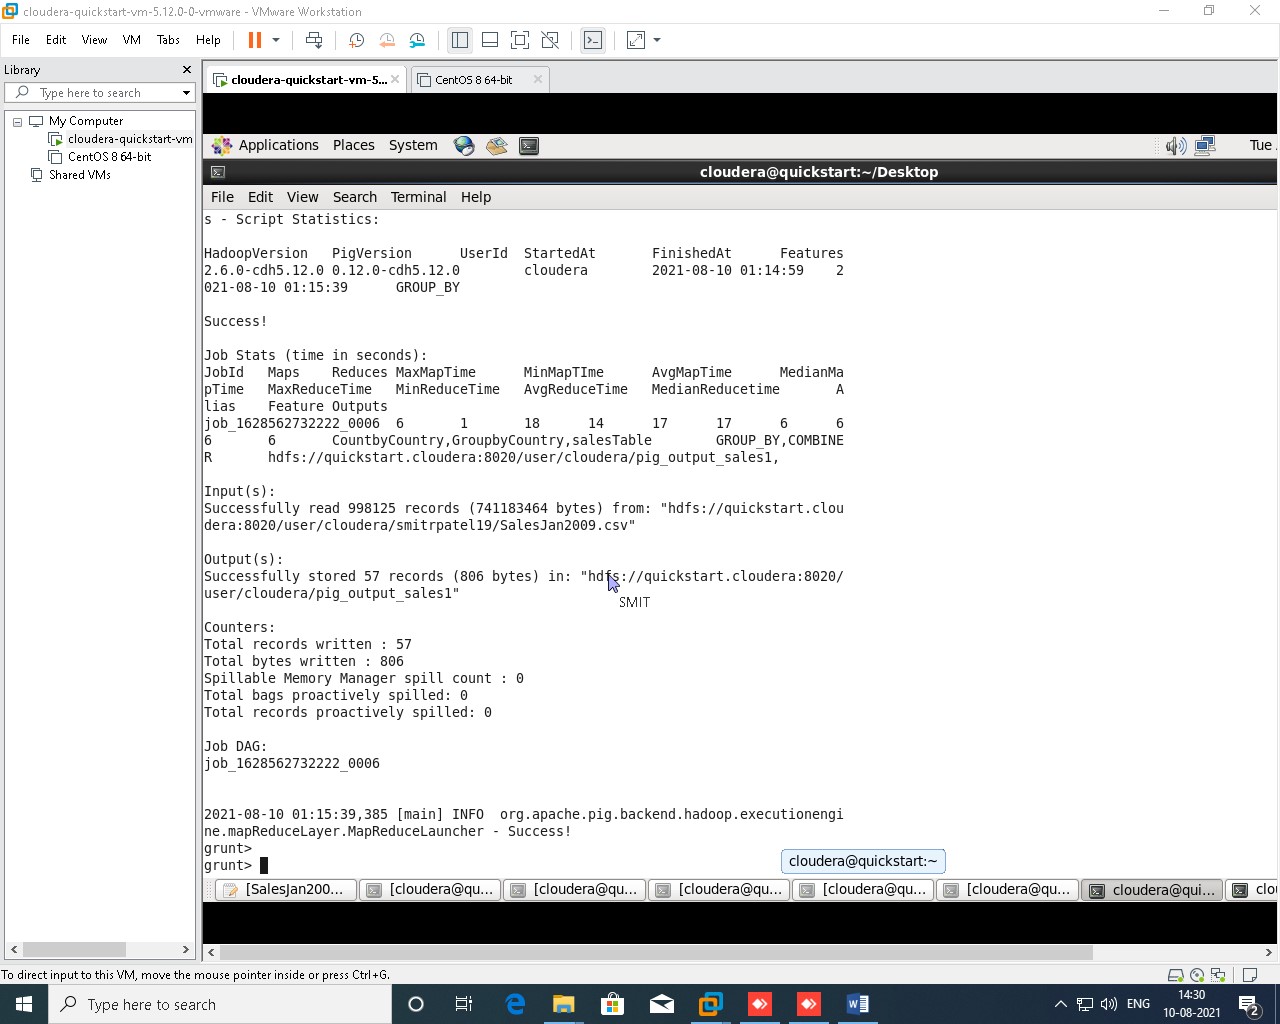 cloudera-quickstart-vm-5.12.0-0-vmware - VMware Workstation
File Edit View VM Tabs Help
Library
Type here to search
My Computer
cloudera-quickstart-vm
CentOS 8 64-bit
Shared VMs
cloudera-quickstart-vm-5... CentOS 8 64-bit
Applications Places System Tue
cloudera@quickstart:~/Desktop
File Edit View Search Terminal Help
s - Script Statistics:
HadoopVersion PigVersion UserId StartedAt FinishedAt Features
2.6.0-cdh5.12.0 0.12.0-cdh5.12.0 cloudera 2021-08-10 01:14:59 2
021-08-10 01:15:39 GROUP_BY
Success!
Job Stats (time in seconds):
JobId Maps Reduces MaxMapTime MinMapTIme AvgMapTime MedianMa
pTime MaxReduceTime MinReduceTime AvgReduceTime MedianReducetime A
lias Feature Outputs
job_1628562732222_0006 6 1 18 14 17 17 6 6
6 6 CountbyCountry,GroupbyCountry,salesTable GROUP_BY,COMBINE
R hdfs://quickstart.cloudera:8020/user/cloudera/pig_output_sales1,
Input(s):
Successfully read 998125 records (741183464 bytes) from: "hdfs://quickstart.clou
dera:8020/user/cloudera/smitrpatel19/SalesJan2009.csv"
Output(s):
Successfully stored 57 records (806 bytes) in: "hdfs://quickstart.cloudera:8020/
user/cloudera/pig_output_sales1"
SMIT
Counters:
Total records written : 57
Total bytes written : 806
Spillable Memory Manager spill count : 0
Total bags proactively spilled: 0
Total records proactively spilled: 0
Job DAG:
job_1628562732222_0006
2021-08-10 01:15:39,385 [main] INFO org.apache.pig.backend.hadoop.executionengi
ne.mapReduceLayer.MapReduceLauncher - Success!
grunt>
grunt>
cloudera@quickstart:~
[SalesJan200... [cloudera@qu... [cloudera@qu... [cloudera@qu... [cloudera@qu... [cloudera@qu... cloudera@qui... clou
To direct input to this VM, move the mouse pointer inside or press Ctrl+G.
Type here to search
ENG
14:30
10-08-2021
2